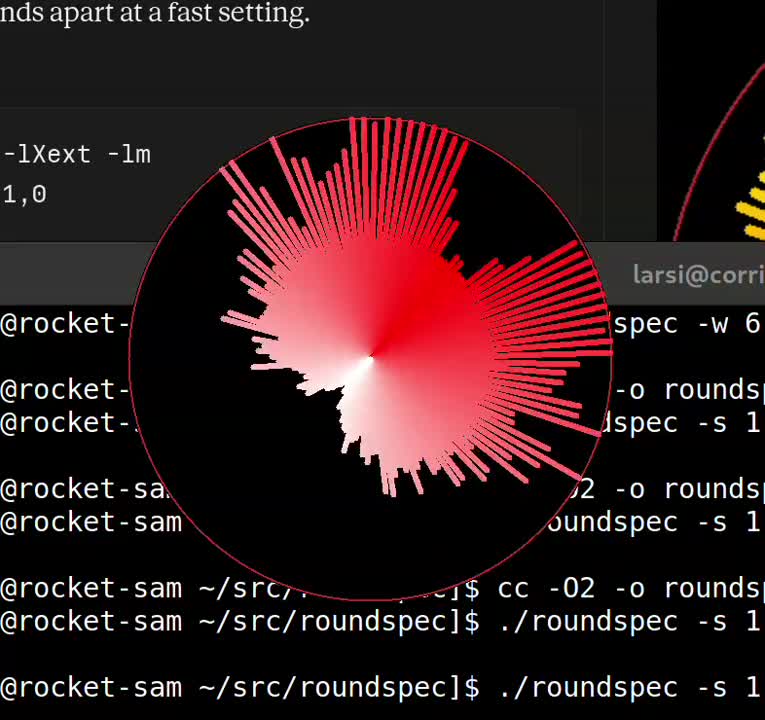 nds apart at a fast setting.
-lXext -lm
1,0
larsi@corri
@rocket- spec -w 6
@rocket- -o roundsp
@rocket- dspec -s 1
@rocket-sa 02 -o roundsp
@rocket-sam oundspec -s 1
@rocket-sam ~/src/ ]$ cc -O2 -o roundsp
@rocket-sam ~/src/roundspec]$ ./roundspec -s 1
@rocket-sam ~/src/roundspec]$ ./roundspec -s 1